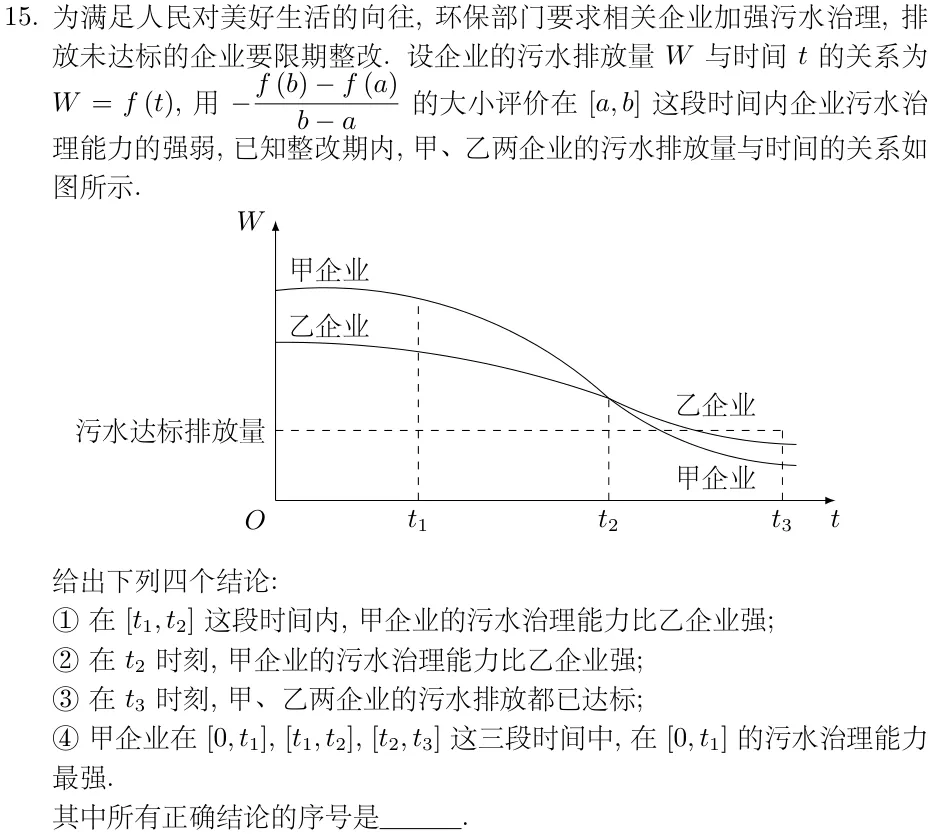 15. 为满足人民对美好生活的向往, 环保部门要求相关企业加强污水治理, 排
放未达标的企业要限期整改. 设企业的污水排放量 W 与时间 t 的关系为
W = f (t), 用 −\frac{f (b) − f (a)}{b − a} 的大小评价在 [a, b] 这段时间内企业污水治
理能力的强弱, 已知整改期内, 甲、乙两企业的污水排放量与时间的关系如
图所示.
W
甲企业
乙企业
乙企业
污水达标排放量
甲企业
O t₁ t₂ t₃ t
给出下列四个结论:
① 在 [t₁, t₂] 这段时间内, 甲企业的污水治理能力比乙企业强;
② 在 t₂ 时刻, 甲企业的污水治理能力比乙企业强;
③ 在 t₃ 时刻, 甲、乙两企业的污水排放都已达标;
④ 甲企业在 [0, t₁], [t₁, t₂], [t₂, t₃] 这三段时间中, 在 [0, t₁] 的污水治理能力
最强.
其中所有正确结论的序号是______.